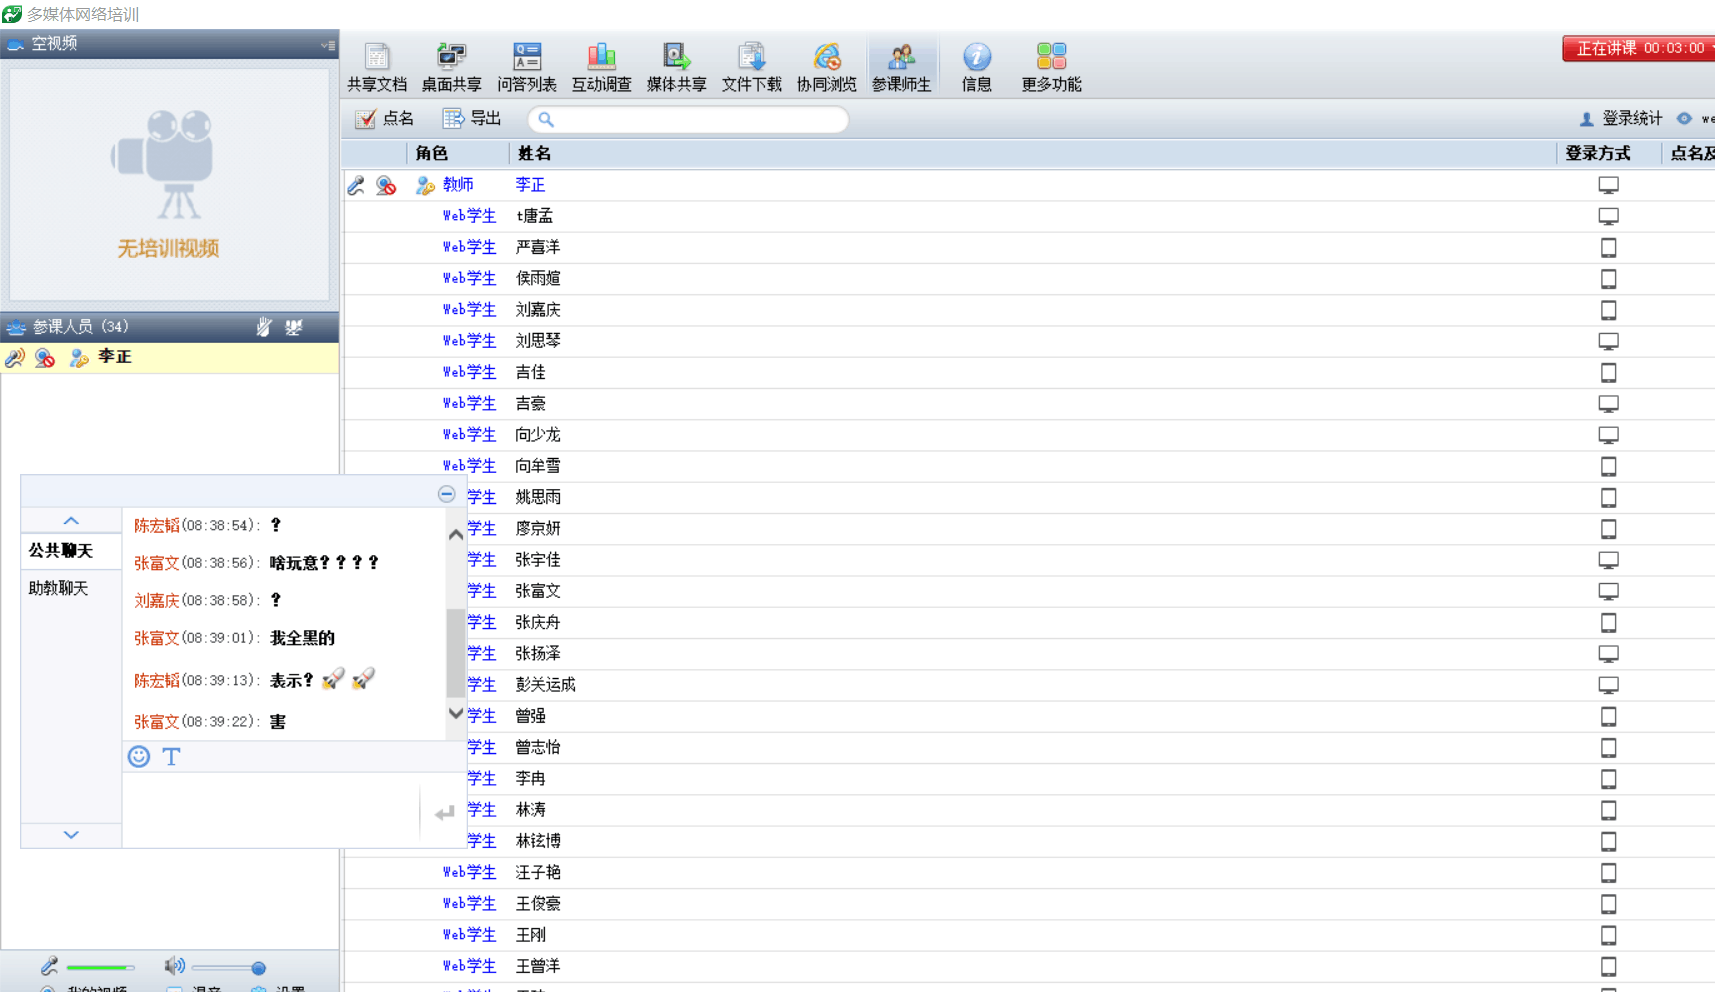 多媒体网络培训
空视频
无培训视频
参课人员 (34)
李正
共享文档 桌面共享 问答列表 互动调查 媒体共享 文件下载 协同浏览 参课师生 信息 更多功能
正在讲课 00:03:00
点名 导出
登录统计
角色 姓名 登录方式
教师 李正
Web学生 t唐孟
Web学生 严喜洋
Web学生 侯雨媗
Web学生 刘嘉庆
Web学生 刘思琴
Web学生 吉佳
Web学生 吉豪
Web学生 向少龙
Web学生 向牟雪
学生 姚思雨
学生 廖京妍
学生 张宇佳
学生 张富文
学生 张庆舟
学生 张扬泽
学生 彭关运成
学生 曾强
学生 曾志怡
学生 李冉
学生 林涛
学生 林铉博
Web学生 汪子艳
Web学生 王俊豪
Web学生 王刚
Web学生 王曾洋
公共聊天
助教聊天
陈宏韬(08:38:54): ?
张富文(08:38:56): 啥玩意????
刘嘉庆(08:38:58): ?
张富文(08:39:01): 我全黑的
陈宏韬(08:39:13): 表示?
张富文(08:39:22): 害
T